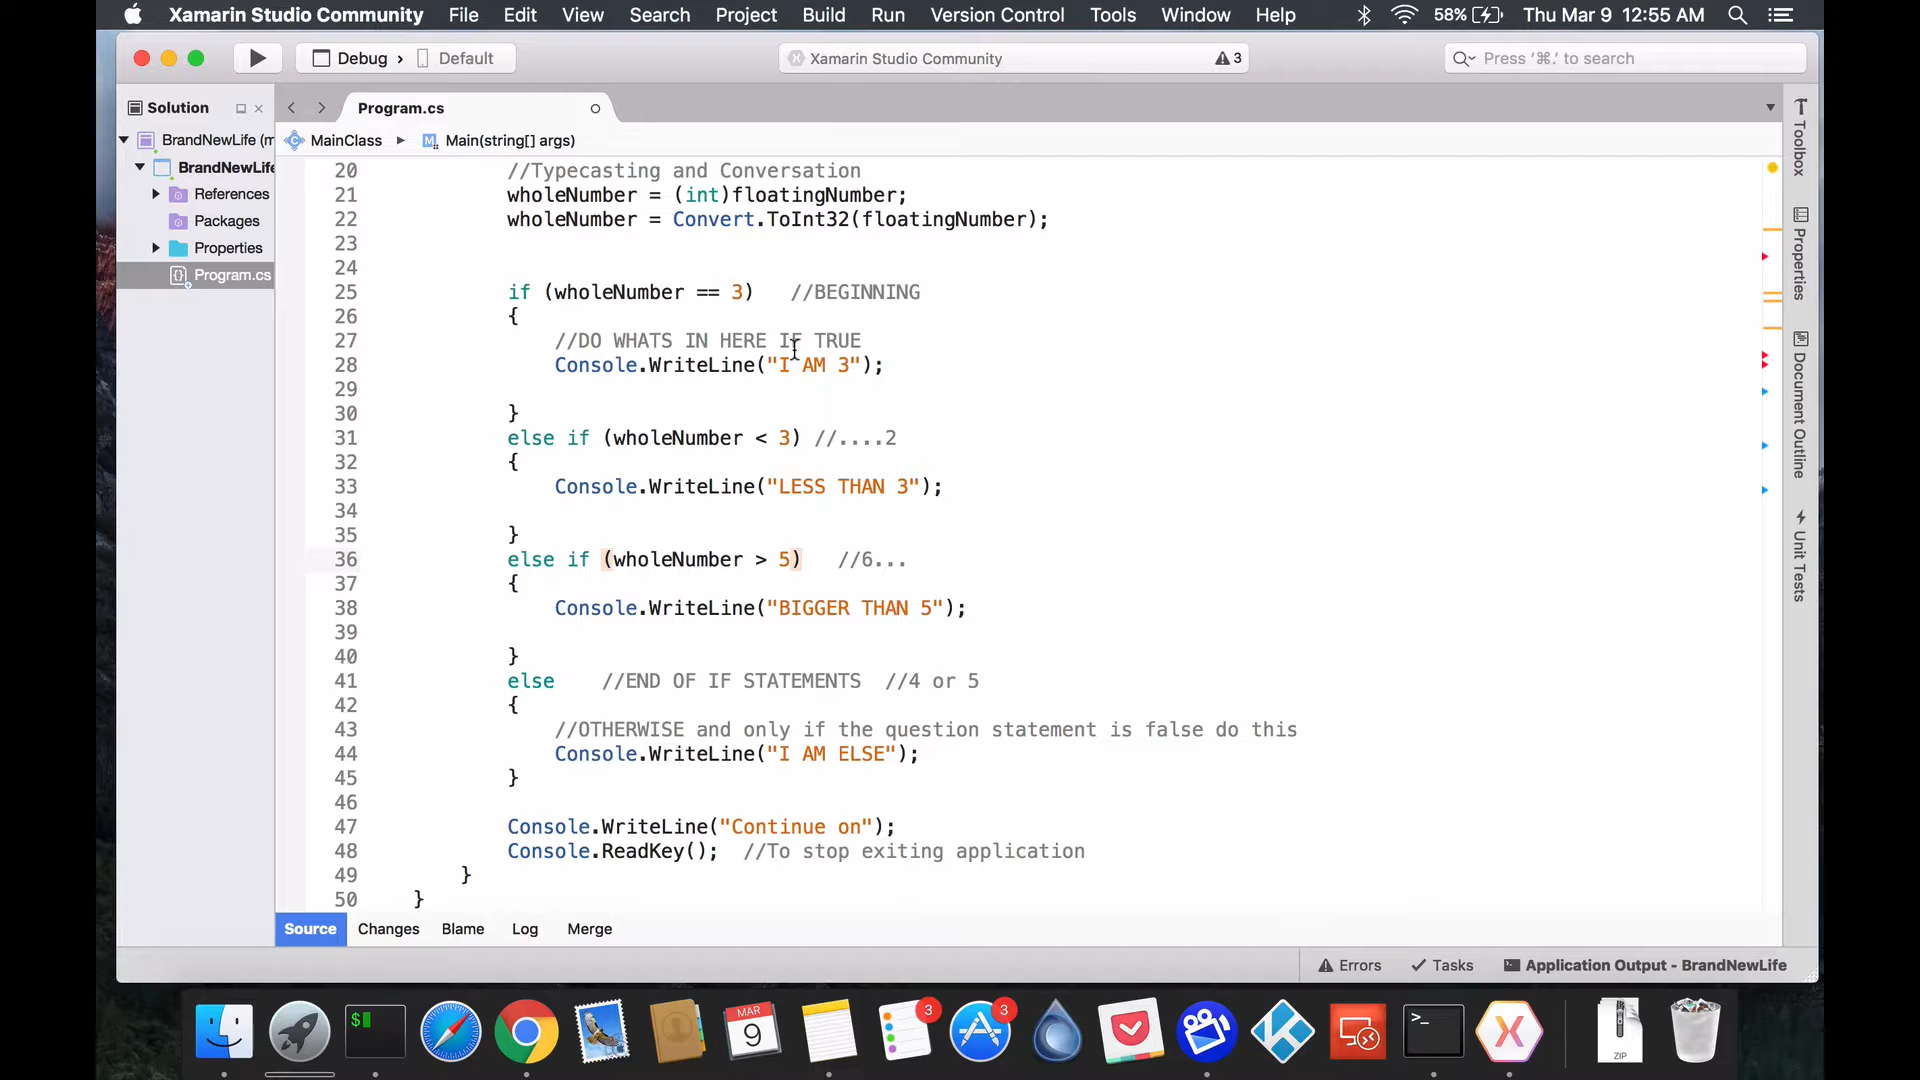 Xamarin Studio Community File Edit View Search Project Build Run Version Control Tools Window Help 58% Thu Mar 9 12:55 AM
Debug › Default Xamarin Studio Community 3 Press '⌘.' to search
Solution Program.cs
BrandNewLife (m MainClass Main(string[] args)
BrandNewLife
References
Packages
Properties
Program.cs
20 //Typecasting and Conversation
21 wholeNumber = (int)floatingNumber;
22 wholeNumber = Convert.ToInt32(floatingNumber);
23
24
25 if (wholeNumber == 3) //BEGINNING
26 {
27 //DO WHATS IN HERE IF TRUE
28 Console.WriteLine("I AM 3");
29
30 }
31 else if (wholeNumber < 3) //....2
32 {
33 Console.WriteLine("LESS THAN 3");
34
35 }
36 else if (wholeNumber > 5) //6...
37 {
38 Console.WriteLine("BIGGER THAN 5");
39
40 }
41 else //END OF IF STATEMENTS //4 or 5
42 {
43 //OTHERWISE and only if the question statement is false do this
44 Console.WriteLine("I AM ELSE");
45 }
46
47 Console.WriteLine("Continue on");
48 Console.ReadKey(); //To stop exiting application
49 }
50 }
Toolbox
Properties
Document Outline
Unit Tests
Source Changes Blame Log Merge
Errors Tasks Application Output - BrandNewLife
$
MAR
9
3
3
>_
ZIP